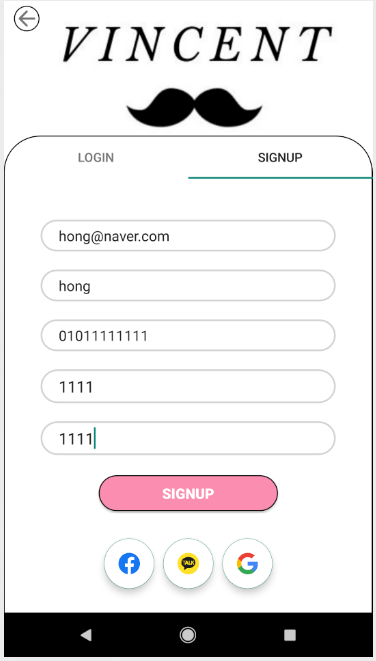 VINCENT
LOGIN
SIGNUP
hong@naver.com
hong
01011111111
1111
1111
SIGNUP
TALK